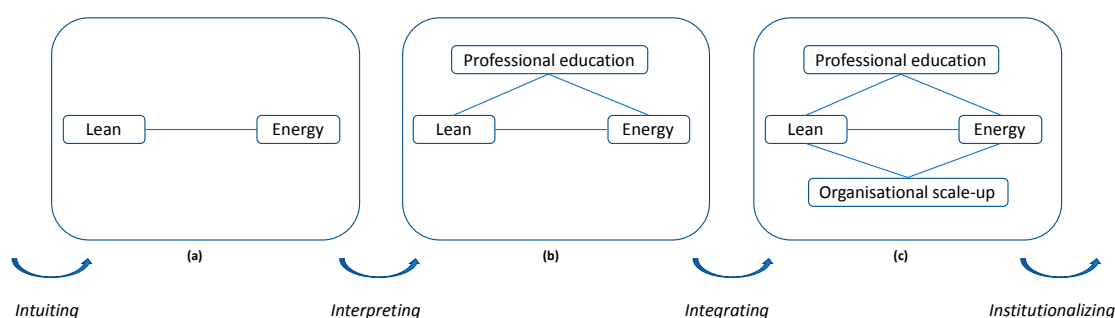 Lean
Energy
(a)
Professional education
Lean
Energy
(b)
Professional education
Lean
Energy
Organisational scale-up
(c)
Intuiting
Interpreting
Integrating
Institutionalizing